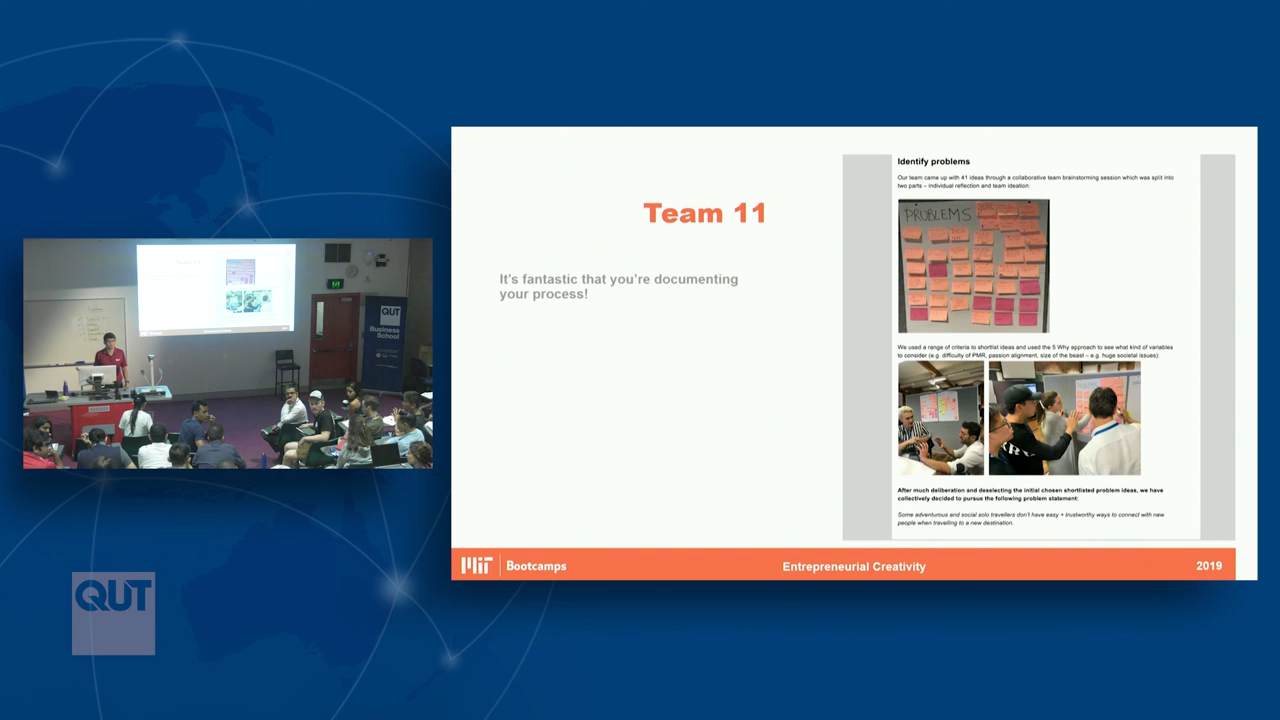 Team 11
It's fantastic that you're documenting
your process!
Identify problems
Our team came up with 41 ideas through a collaborative team brainstorming session which was split into
two parts – individual reflection and team ideation:
PROBLEMS
We used a range of criteria to shortlist ideas and used the 5 Why approach to see what kind of variables
to consider (e.g. difficulty of PMR, passion alignment, size of the beast – e.g. huge societal issues):
After much deliberation and deselecting the initial chosen shortlisted problem ideas, we have
collectively decided to pursue the following problem statement:
Some adventurous and social solo travellers don't have easy + trustworthy ways to connect with new
people when travelling to a new destination.
MIT
Bootcamps
Entrepreneurial Creativity
2019
QUT
Business
School
QUT